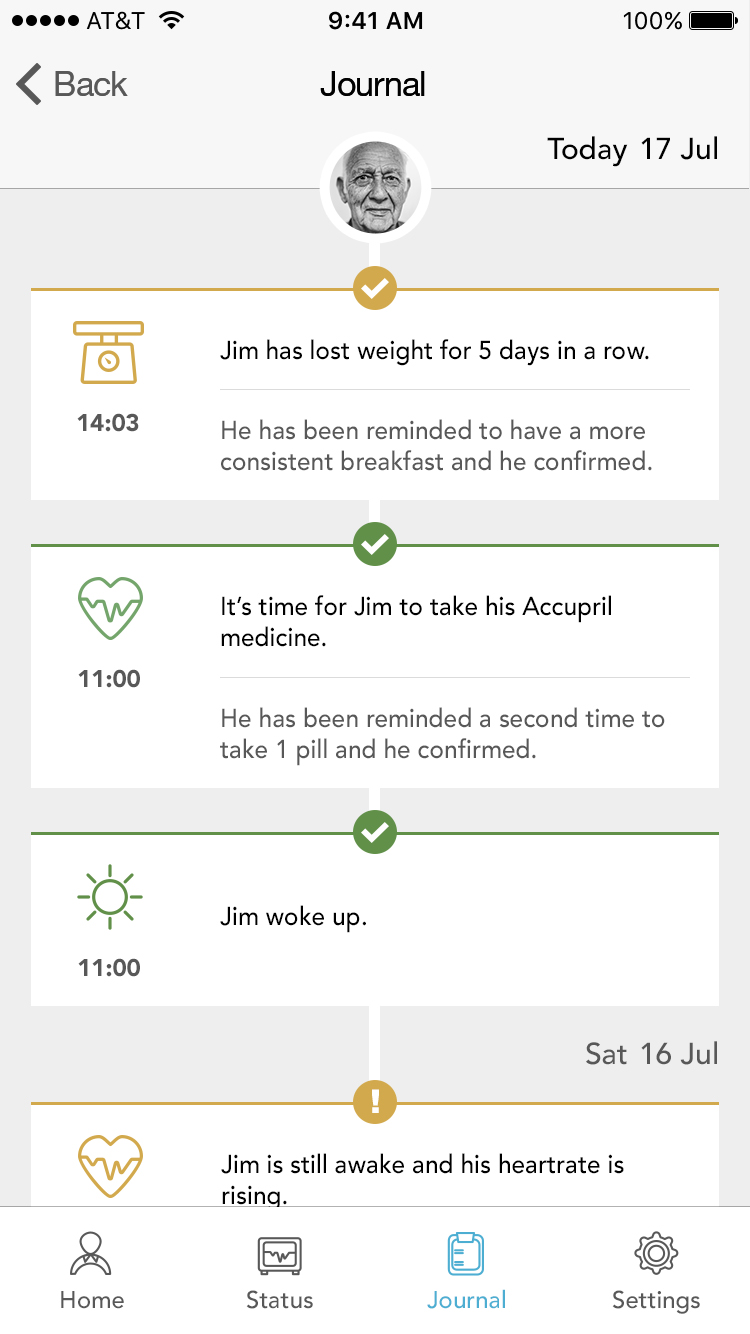 AT&T 9:41 AM 100%
Back Journal
Today 17 Jul
Jim has lost weight for 5 days in a row.
14:03
He has been reminded to have a more
consistent breakfast and he confirmed.
It’s time for Jim to take his Accupril
medicine.
11:00
He has been reminded a second time to
take 1 pill and he confirmed.
Jim woke up.
11:00
Sat 16 Jul
Jim is still awake and his heartrate is
rising.
Home Status Journal Settings